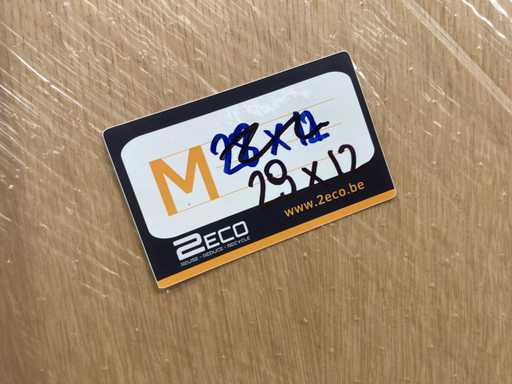 M
28 x 12
29 x 12
www.2eco.be
2ECO
REUSE - REDUCE - RECYCLE